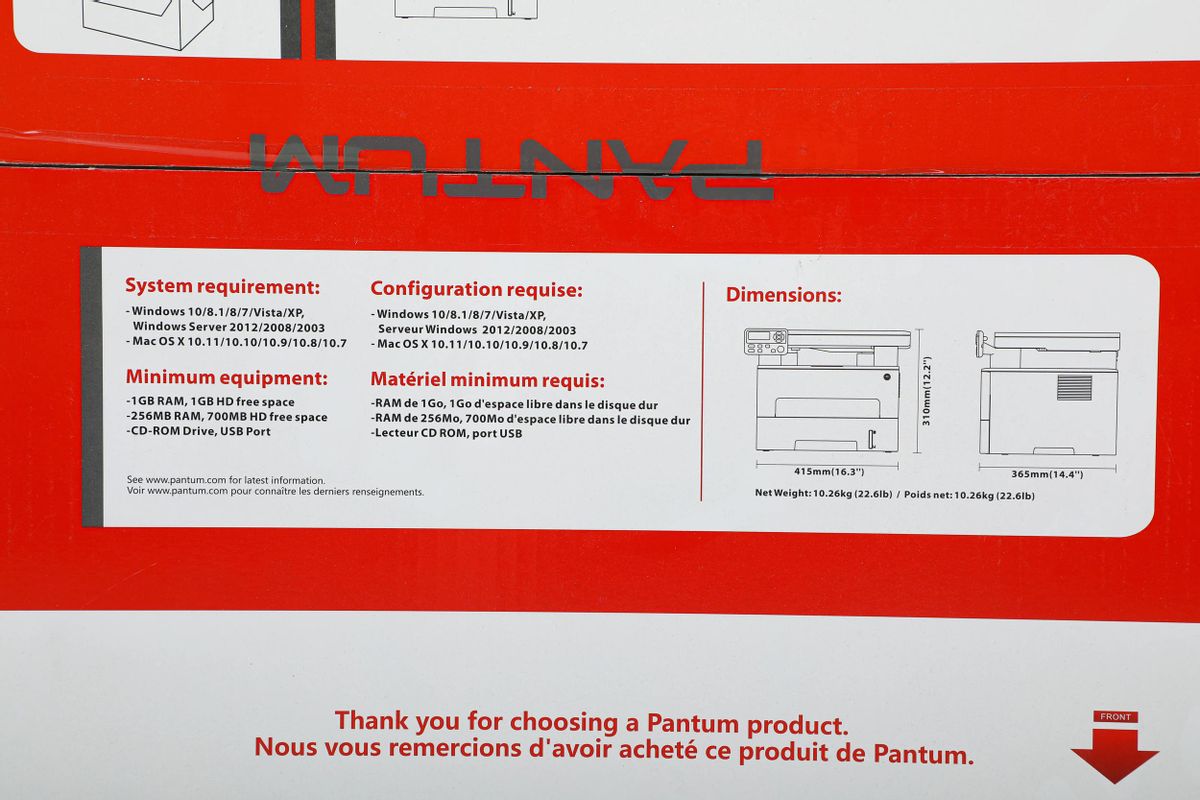 PANTUM
System requirement:
- Windows 10/8.1/8/7/Vista/XP,
Windows Server 2012/2008/2003
- Mac OS X 10.11/10.10/10.9/10.8/10.7
Minimum equipment:
-1GB RAM, 1GB HD free space
-256MB RAM, 700MB HD free space
-CD-ROM Drive, USB Port
See www.pantum.com for latest information.
Voir www.pantum.com pour connaître les derniers renseignements.
Configuration requise:
- Windows 10/8.1/8/7/Vista/XP,
Serveur Windows 2012/2008/2003
- Mac OS X 10.11/10.10/10.9/10.8/10.7
Matériel minimum requis:
-RAM de 1Go, 1Go d'espace libre dans le disque dur
-RAM de 256Mo, 700Mo d'espace libre dans le disque dur
-Lecteur CD ROM, port USB
Dimensions:
310mm(12.2'')
415mm(16.3'')
365mm(14.4'')
Net Weight: 10.26kg (22.6lb) / Poids net: 10.26kg (22.6lb)
Thank you for choosing a Pantum product.
Nous vous remercions d'avoir acheté ce produit de Pantum.
FRONT